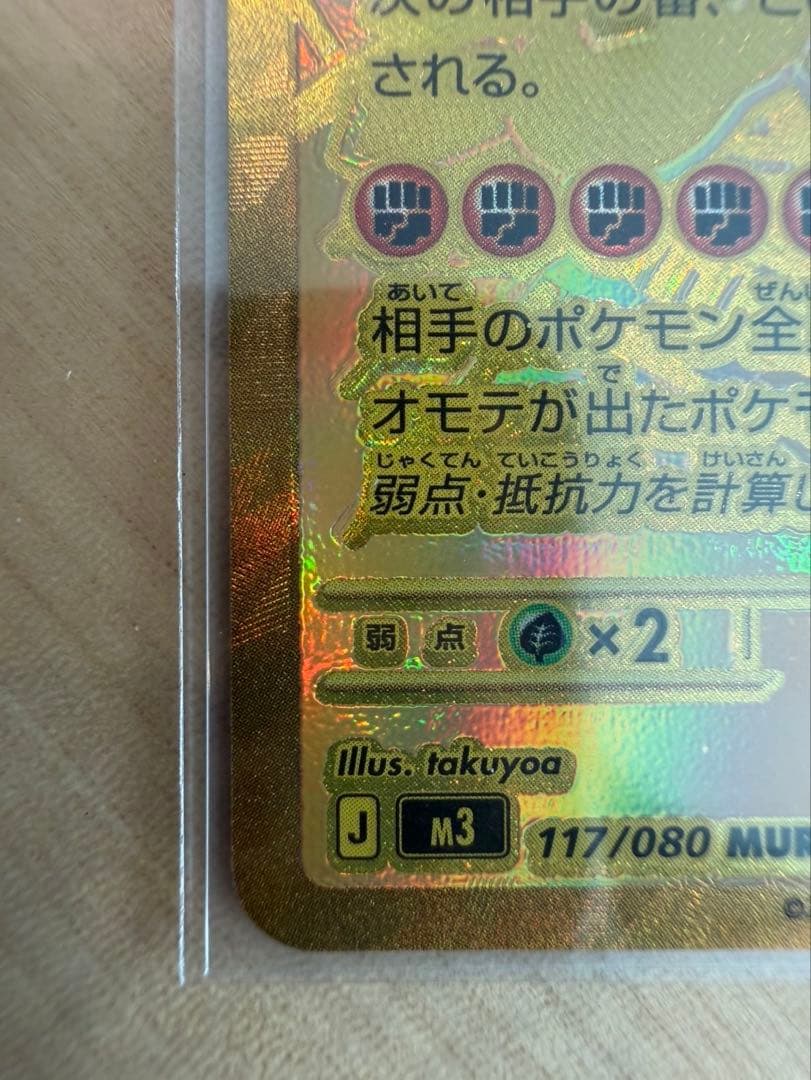 次の相手の番、
される。
あいて ぜん
相手のポケモン全
で
オモテが出たポケモ
じゃくてん ていこうりょく けいさん
弱点・抵抗力を計算し
弱点 ×2
Illus. takuyoa
J M3 117/080 MUR
©